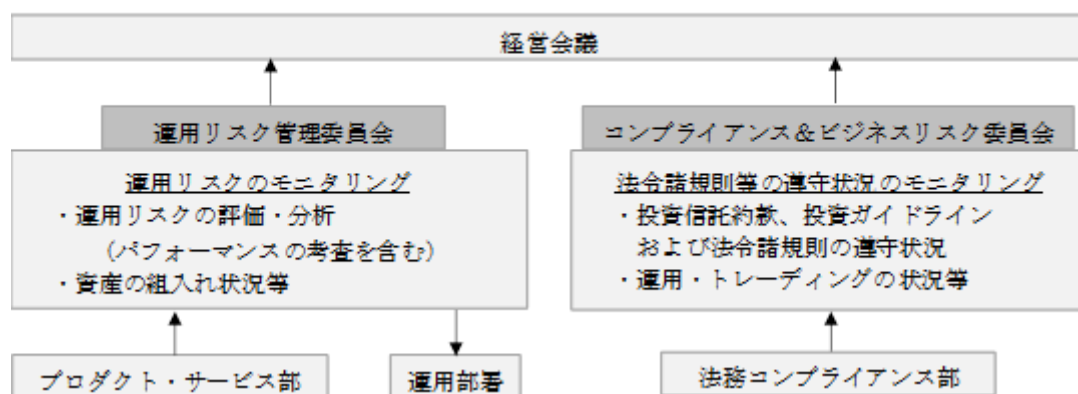 経営会議
運用リスク管理委員会
運用リスクのモニタリング
・運用リスクの評価・分析
（パフォーマンスの考査を含む）
・資産の組入れ状況等
プロダクト・サービス部
運用部署
コンプライアンス＆ビジネスリスク委員会
法令諸規則等の遵守状況のモニタリング
・投資信託約款、投資ガイドライン
および法令諸規則の遵守状況
・運用・トレーディングの状況等
法務コンプライアンス部